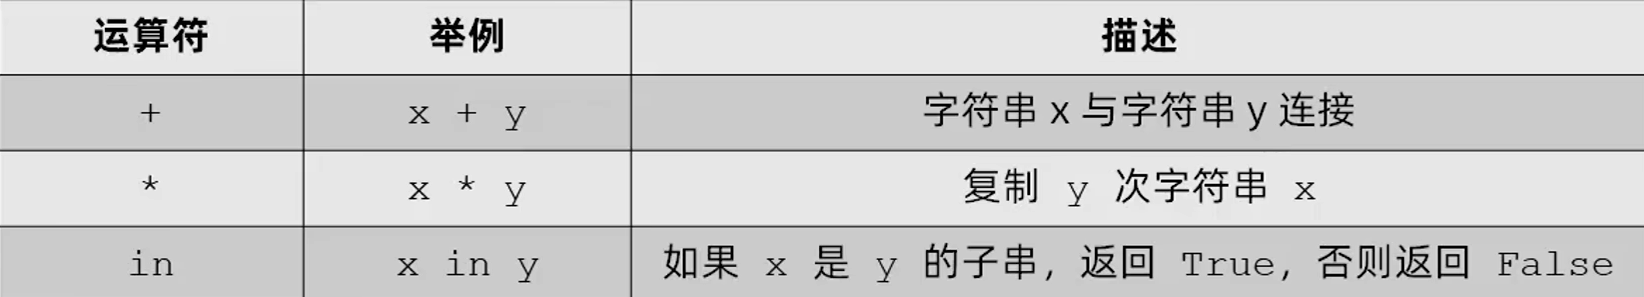 运算符 举例 描述
+ x + y 字符串 x 与字符串 y 连接
* x * y 复制 y 次字符串 x
in x in y 如果 x 是 y 的子串，返回 True，否则返回 False